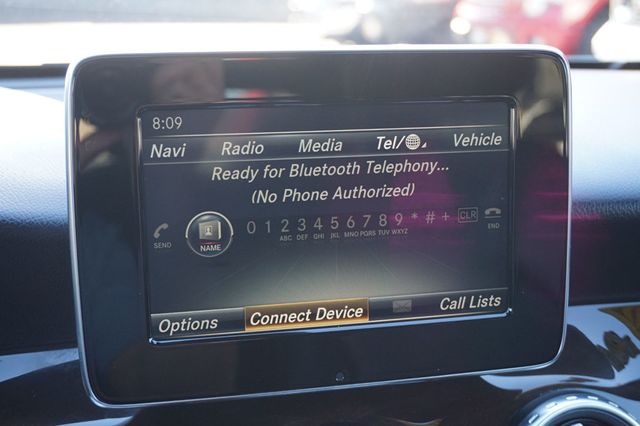 8:09
Navi Radio Media Tel/ Vehicle
Ready for Bluetooth Telephony...
(No Phone Authorized)
0 1 2 3 4 5 6 7 8 9 * # + CLR
ABC DEF GHI JKL MNO PQRS TUV WXYZ
SEND NAME END
Options Connect Device Call Lists